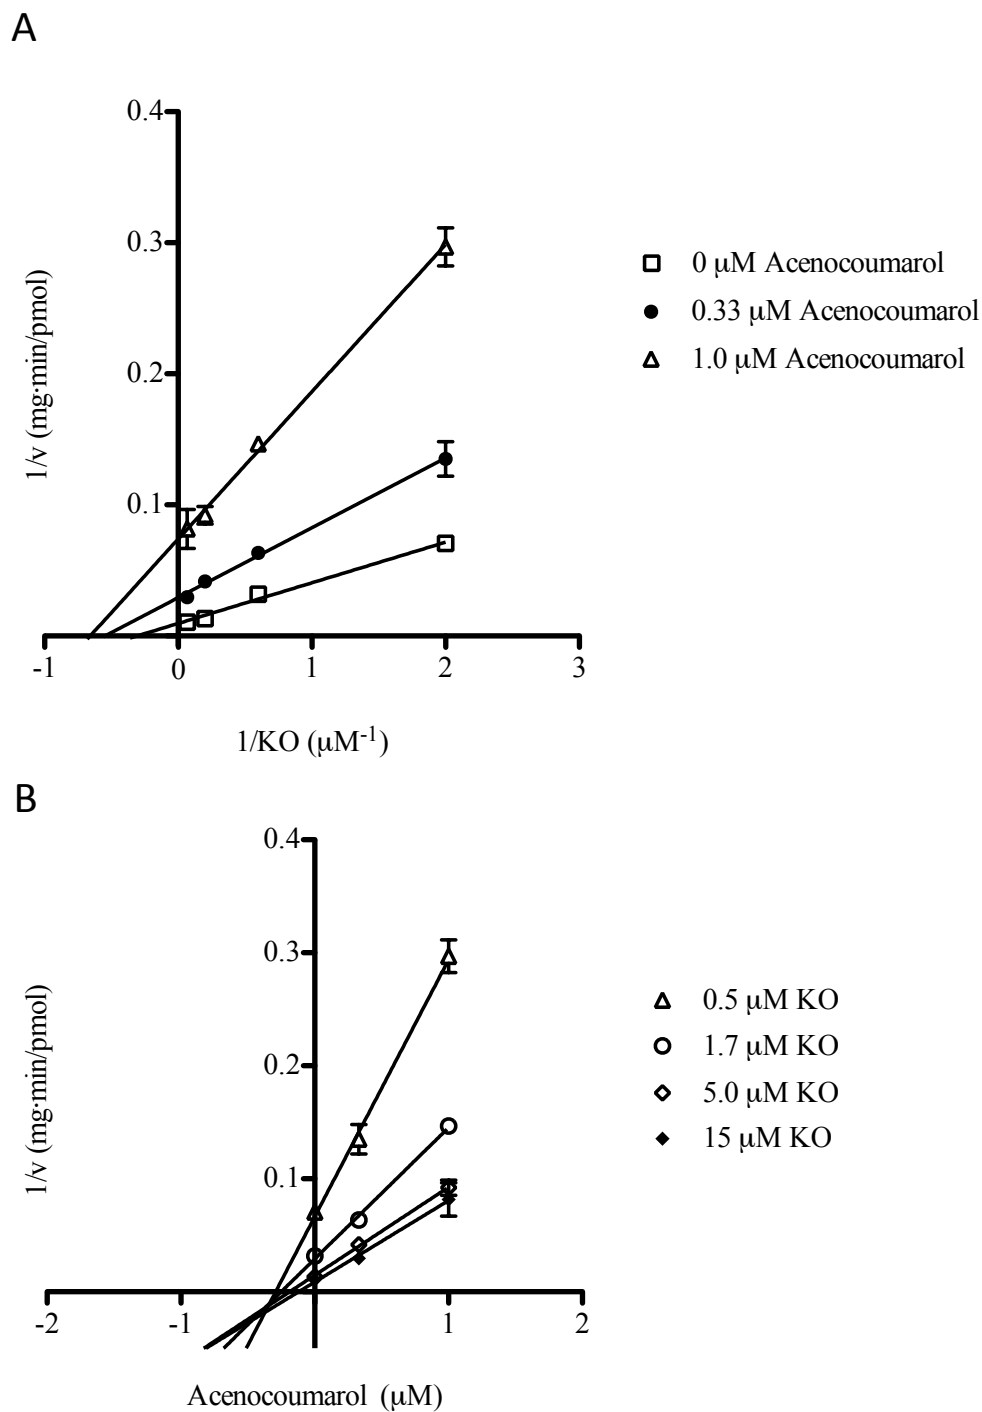 A
0.4
0.3
0.2
0.1
-1
0
1
2
3
1/v (mg·min/pmol)
1/KO (µM-1)
0 µM Acenocoumarol
0.33 µM Acenocoumarol
1.0 µM Acenocoumarol
B
0.4
0.3
0.2
0.1
-2
-1
1
2
1/v (mg·min/pmol)
Acenocoumarol (µM)
0.5 µM KO
1.7 µM KO
5.0 µM KO
15 µM KO